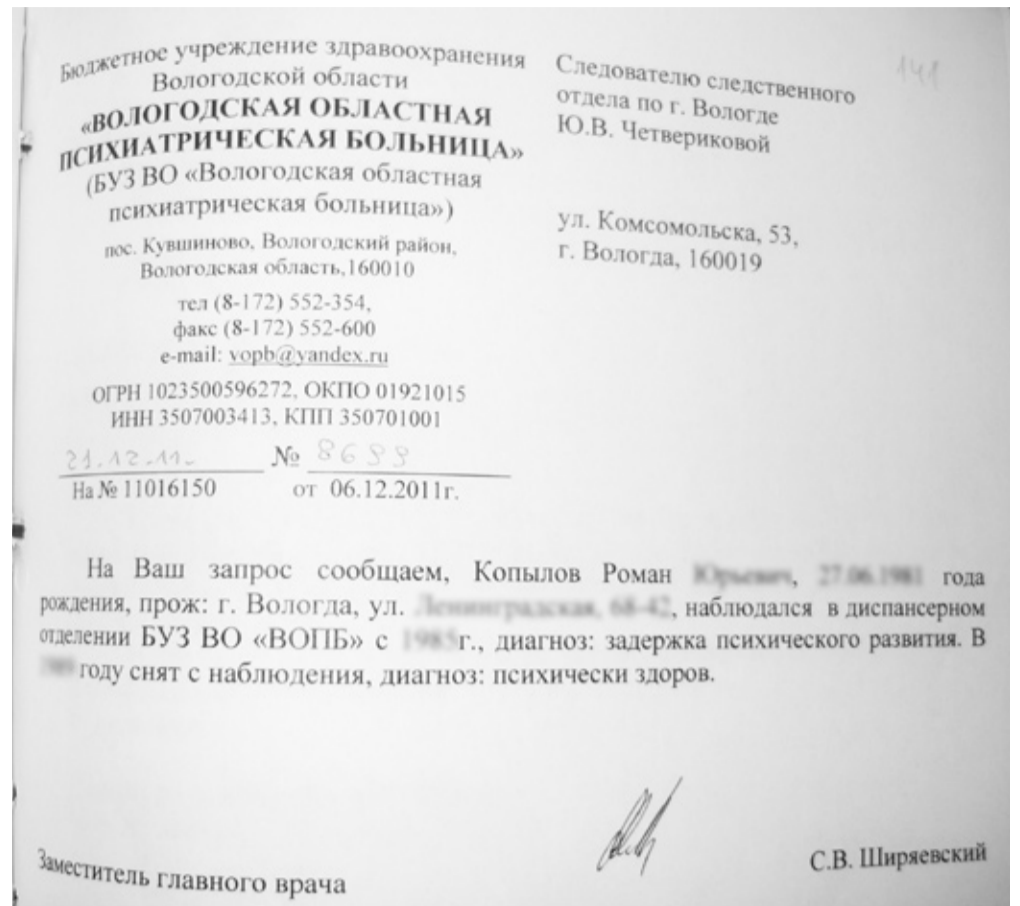 Бюджетное учреждение здравоохранения
Вологодской области
«ВОЛОГОДСКАЯ ОБЛАСТНАЯ
ПСИХИАТРИЧЕСКАЯ БОЛЬНИЦА»
(БУЗ ВО «Вологодская областная
психиатрическая больница»)
пос. Кувшиново, Вологодский район,
Вологодская область,160010
тел (8-172) 552-354,
факс (8-172) 552-600
e-mail: vopb@yandex.ru
ОГРН 1023500596272, ОКПО 01921015
ИНН 3507003413, КПП 350701001
21.12.11. №
На № 11016150 от 06.12.2011г.
141
Следователю следственного
отдела по г. Вологде
Ю.В. Четвериковой
ул. Комсомольска, 53,
г. Вологда, 160019
На Ваш запрос сообщаем, Копылов Роман , года
рождения, прож: г. Вологда, ул. , наблюдался в диспансерном
отделении БУЗ ВО «ВОПБ» с г., диагноз: задержка психического развития. В
году снят с наблюдения, диагноз: психически здоров.
Заместитель главного врача С.В. Ширяевский